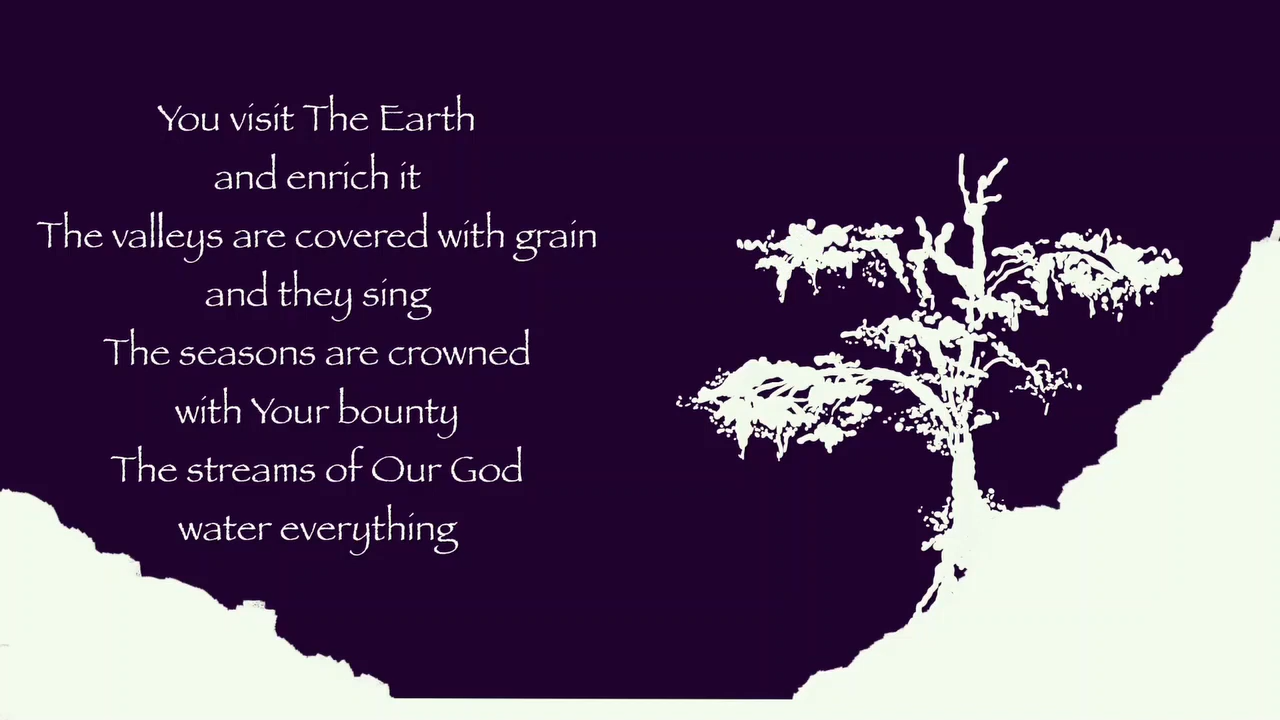 You visit The Earth
and enrich it
The valleys are covered with grain
and they sing
The seasons are crowned
with Your bounty
The streams of Our God
water everything